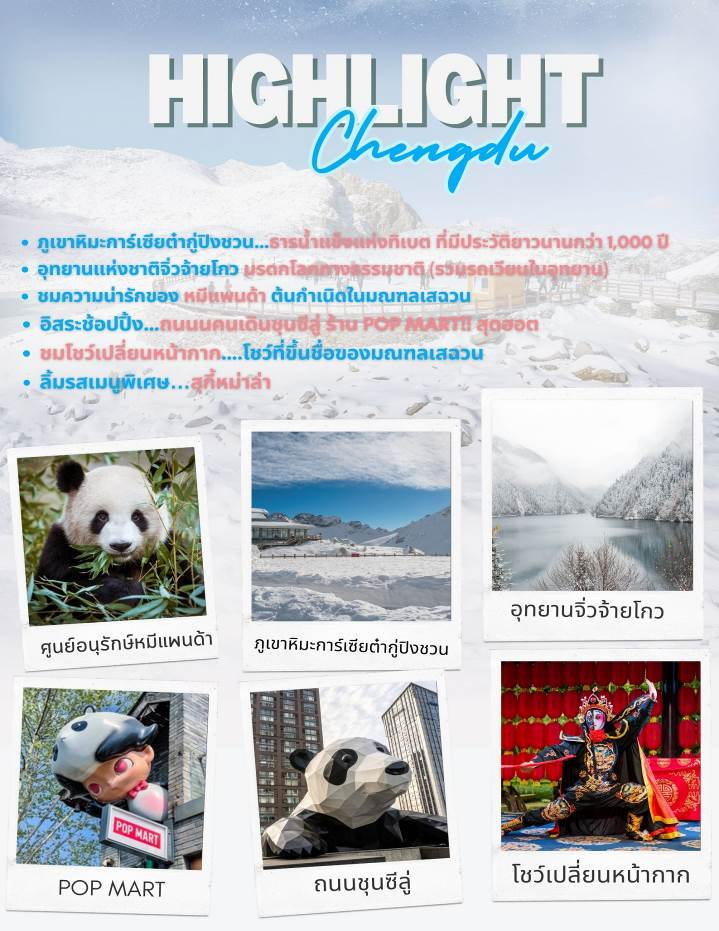 HIGHLIGHT
Chengdu
• ภูเขาหิมะการ์เซียต๋ากู่ปิงชวน...ธารน้ำแข็งแห่งทิเบต ที่มีประวัติยาวนานกว่า 1,000 ปี
• อุทยานแห่งชาติจิ่วจ้ายโกว มรดกโลกทางธรรมชาติ (รวมรถเวียนในอุทยาน)
• ชมความน่ารักของ หมีแพนด้า ต้นกำเนิดในมณฑลเสฉวน
• อิสระช้อปปิ้ง...ถนนนคนเดินชุนซีลู่ ร้าน POP MART!! สุดฮอต
• ชมโชว์เปลี่ยนหน้ากาก....โชว์ที่ขึ้นชื่อของมณฑลเสฉวน
• ลิ้มรสเมนูพิเศษ...สุกี้หม่าล่า
ศูนย์อนุรักษ์หมีแพนด้า
ภูเขาหิมะการ์เซียต๋ากู่ปิงชวน
อุทยานจิ่วจ้ายโกว
POP MART
POP MART
ถนนชุนซีลู่
โชว์เปลี่ยนหน้ากาก